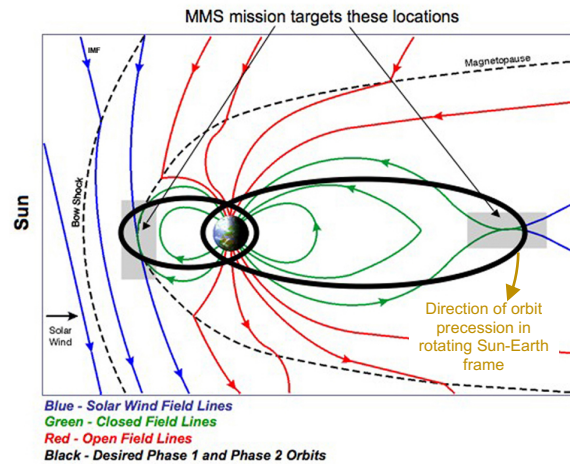 MMS mission targets these locations
IMF
Magnetopause
Bow Shock
Sun
Solar
Wind
Direction of orbit
precession in
rotating Sun-Earth
frame
Blue - Solar Wind Field Lines
Green - Closed Field Lines
Red - Open Field Lines
Black - Desired Phase 1 and Phase 2 Orbits